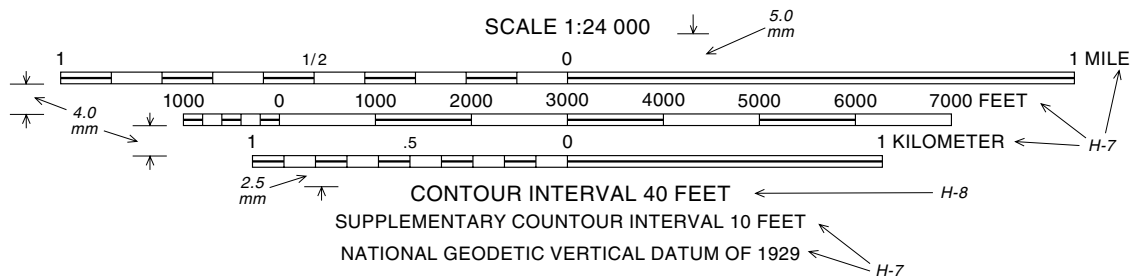 SCALE 1:24 000
5.0
mm
1 1/2 0 1 MILE
1000 0 1000 2000 3000 4000 5000 6000 7000 FEET
4.0
mm
1 .5 0 1 KILOMETER
H-7
2.5
mm
CONTOUR INTERVAL 40 FEET
H-8
SUPPLEMENTARY COUNTOUR INTERVAL 10 FEET
NATIONAL GEODETIC VERTICAL DATUM OF 1929
H-7